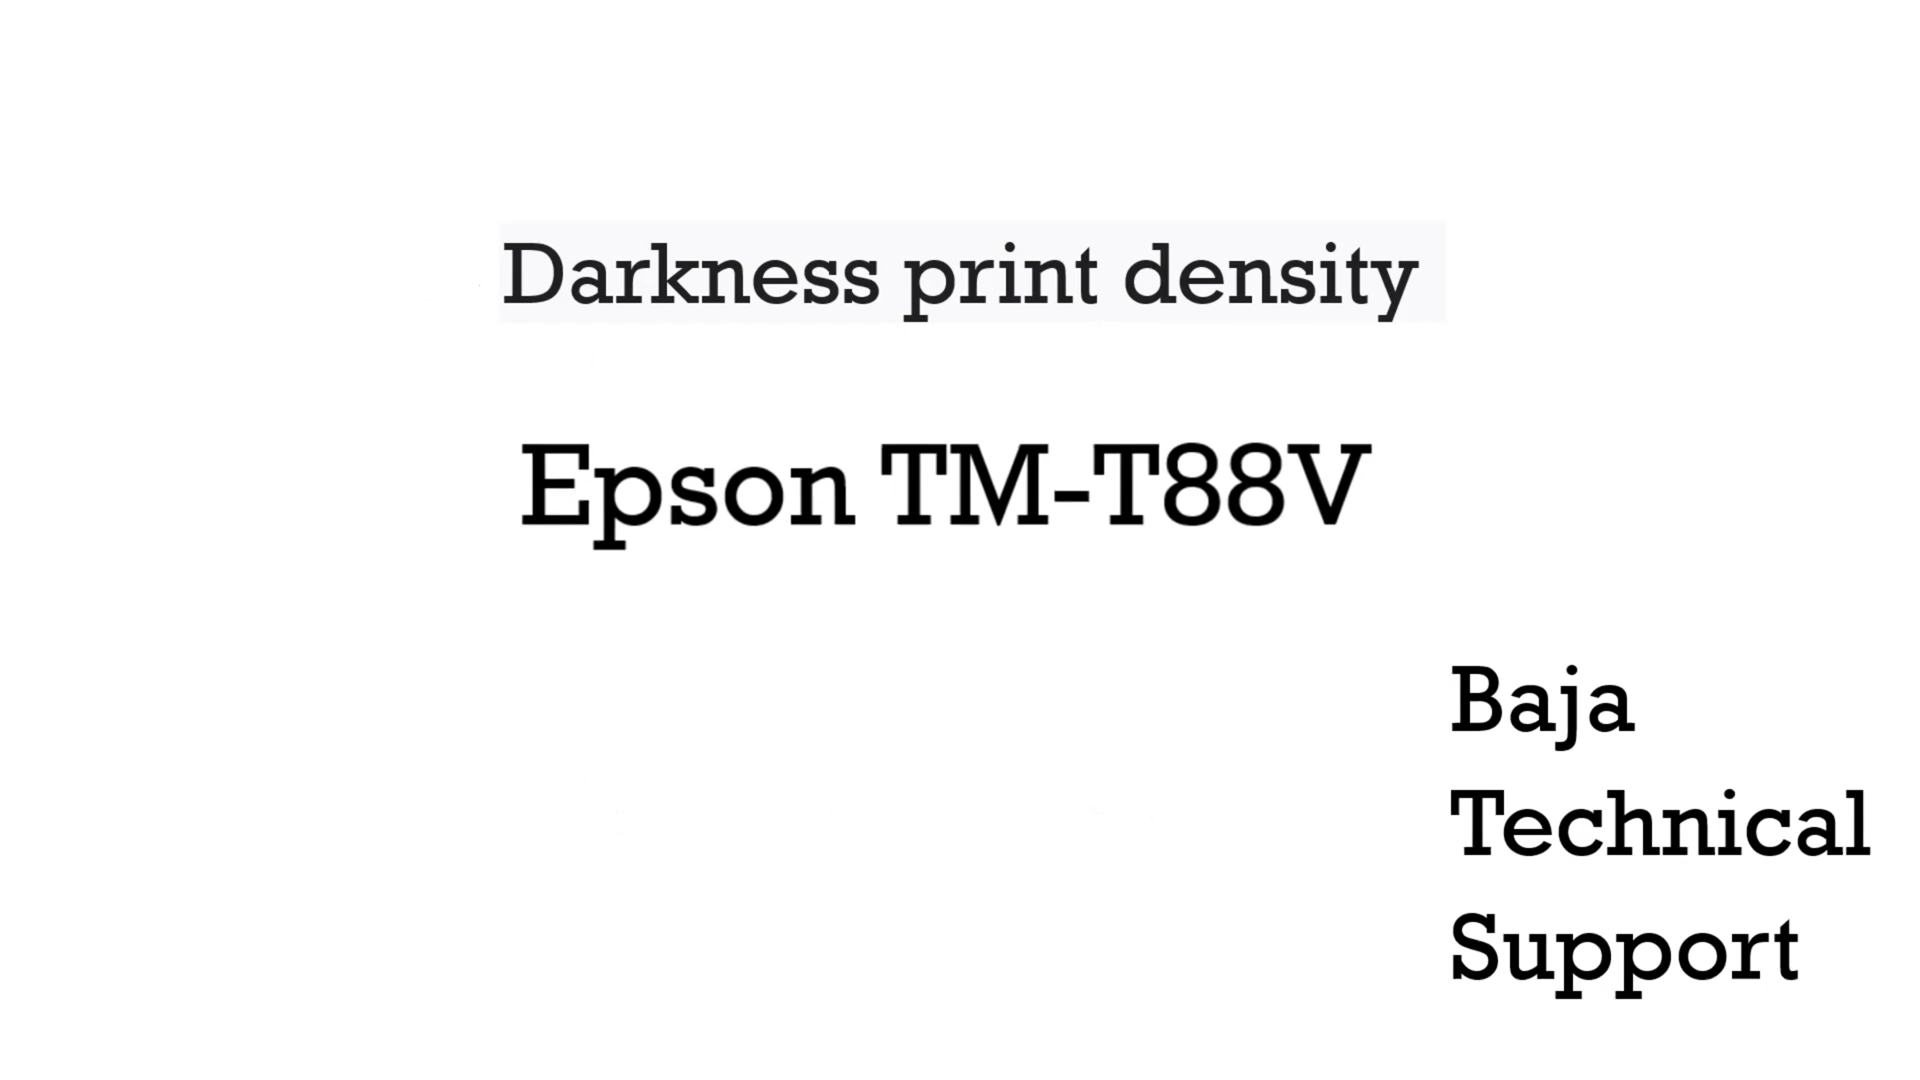 Darkness print density
Epson TM-T88V
Baja
Technical
Support